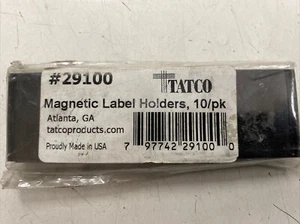 #29100
TATCO
Magnetic Label Holders, 10/pk
Atlanta, GA
tatcoproducts.com
Proudly Made in USA
7 97742 29100 0